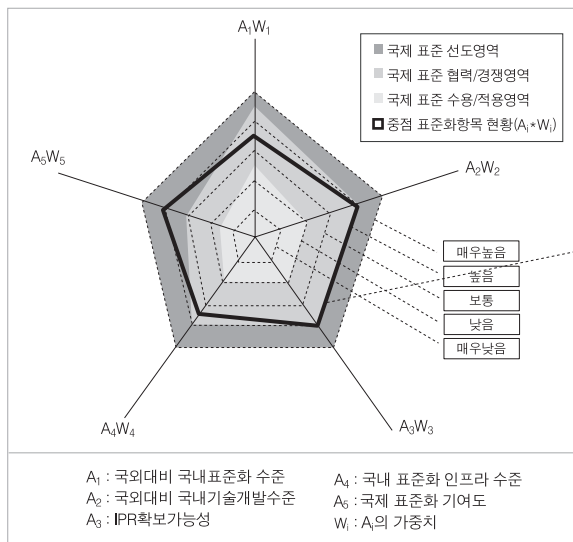 A₁W₁
국제 표준 선도영역
국제 표준 협력/경쟁영역
국제 표준 수용/적용영역
중점 표준화항목 현황(Aᵢ*Wᵢ)
A₅W₅
A₂W₂
매우높음
높음
보통
낮음
매우낮음
A₄W₄
A₃W₃
A₁ : 국외대비 국내표준화 수준
A₂ : 국외대비 국내기술개발수준
A₃ : IPR확보가능성
A₄ : 국내 표준화 인프라 수준
A₅ : 국제 표준화 기여도
Wᵢ : Aᵢ의 가중치